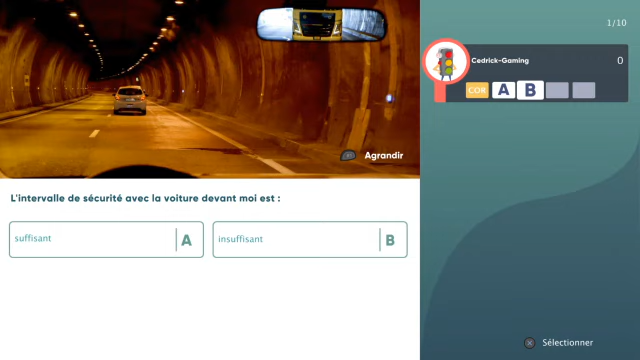 1/10
Cedrick-Gaming 0
COR A B
Agrandir
L'intervalle de sécurité avec la voiture devant moi est :
suffisant A
insuffisant B
Sélectionner